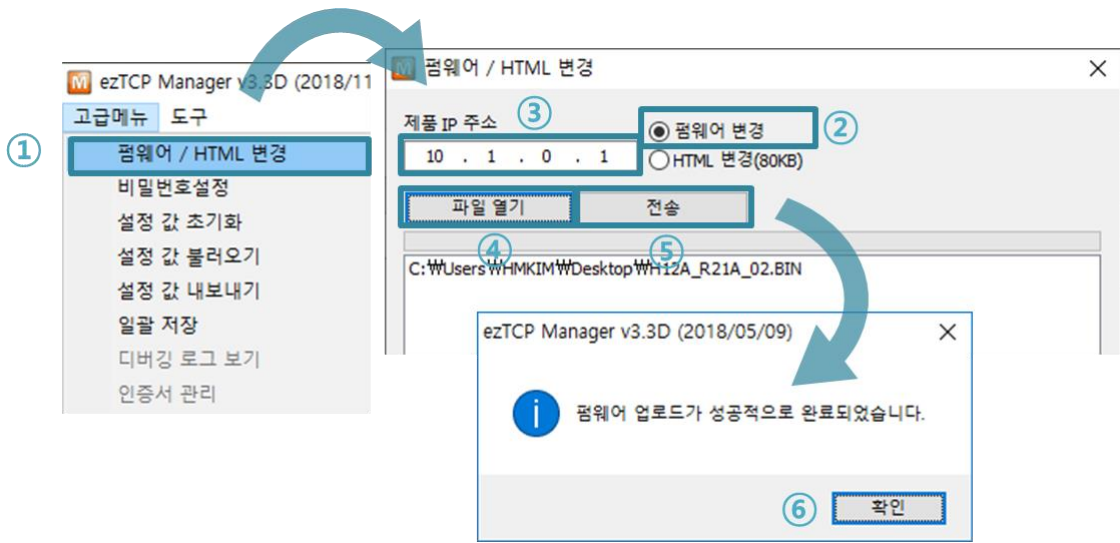 ezTCP Manager v3.3D (2018/11
고급메뉴 도구
①
펌웨어 / HTML 변경
비밀번호설정
설정 값 초기화
설정 값 불러오기
설정 값 내보내기
일괄 저장
디버깅 로그 보기
인증서 관리
펌웨어 / HTML 변경
제품 IP 주소
③
펌웨어 변경
②
10 . 1 . 0 . 1
HTML 변경(80KB)
파일 열기
전송
④
⑤
C:₩Users₩HMKIM₩Desktop₩H12A_R21A_02.BIN
ezTCP Manager v3.3D (2018/05/09)
펌웨어 업로드가 성공적으로 완료되었습니다.
⑥
확인